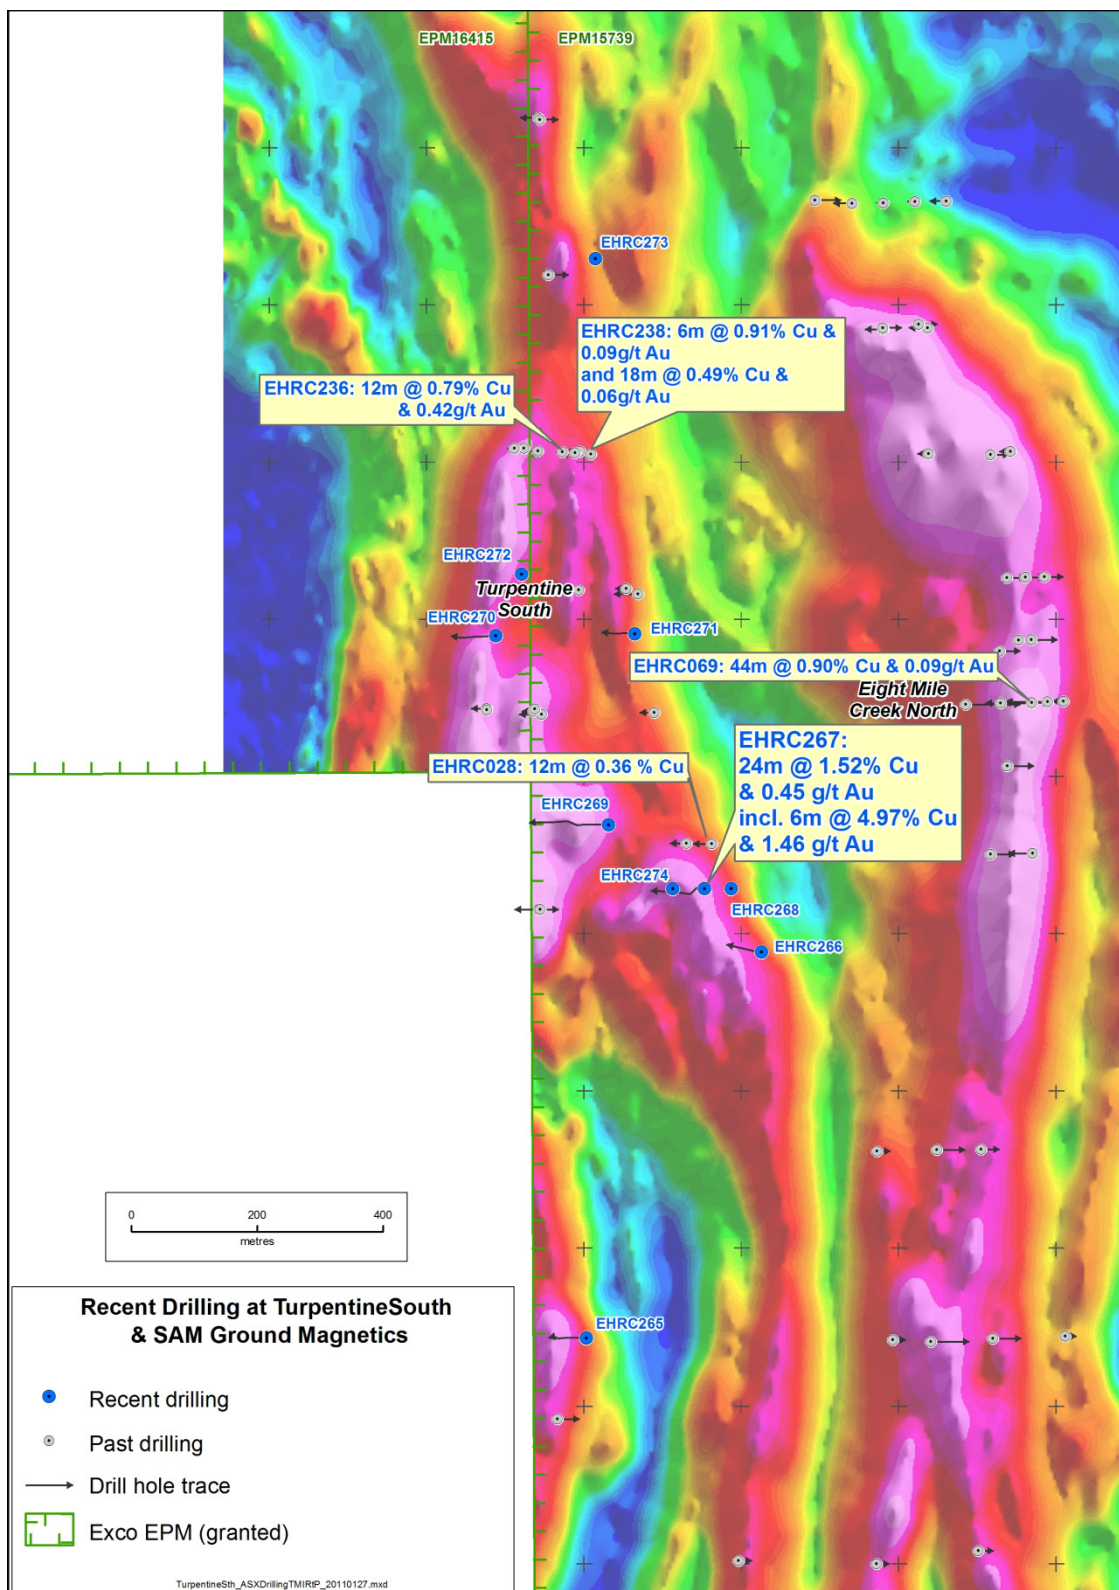 EPM16415
EPM15739
EHRC273
EHRC238: 6m @ 0.91% Cu &
0.09g/t Au
and 18m @ 0.49% Cu &
0.06g/t Au
EHRC236: 12m @ 0.79% Cu
& 0.42g/t Au
EHRC272
Turpentine
South
EHRC270
EHRC271
EHRC069: 44m @ 0.90% Cu & 0.09g/t Au
Eight Mile
Creek North
EHRC028: 12m @ 0.36 % Cu
EHRC267:
24m @ 1.52% Cu
& 0.45 g/t Au
incl. 6m @ 4.97% Cu
& 1.46 g/t Au
EHRC269
EHRC274
EHRC268
EHRC266
0 200 400
metres
Recent Drilling at TurpentineSouth
& SAM Ground Magnetics
Recent drilling
Past drilling
Drill hole trace
Exco EPM (granted)
TurpentineSth_ASXDrillingTMIRtP_20110127.mxd
EHRC265